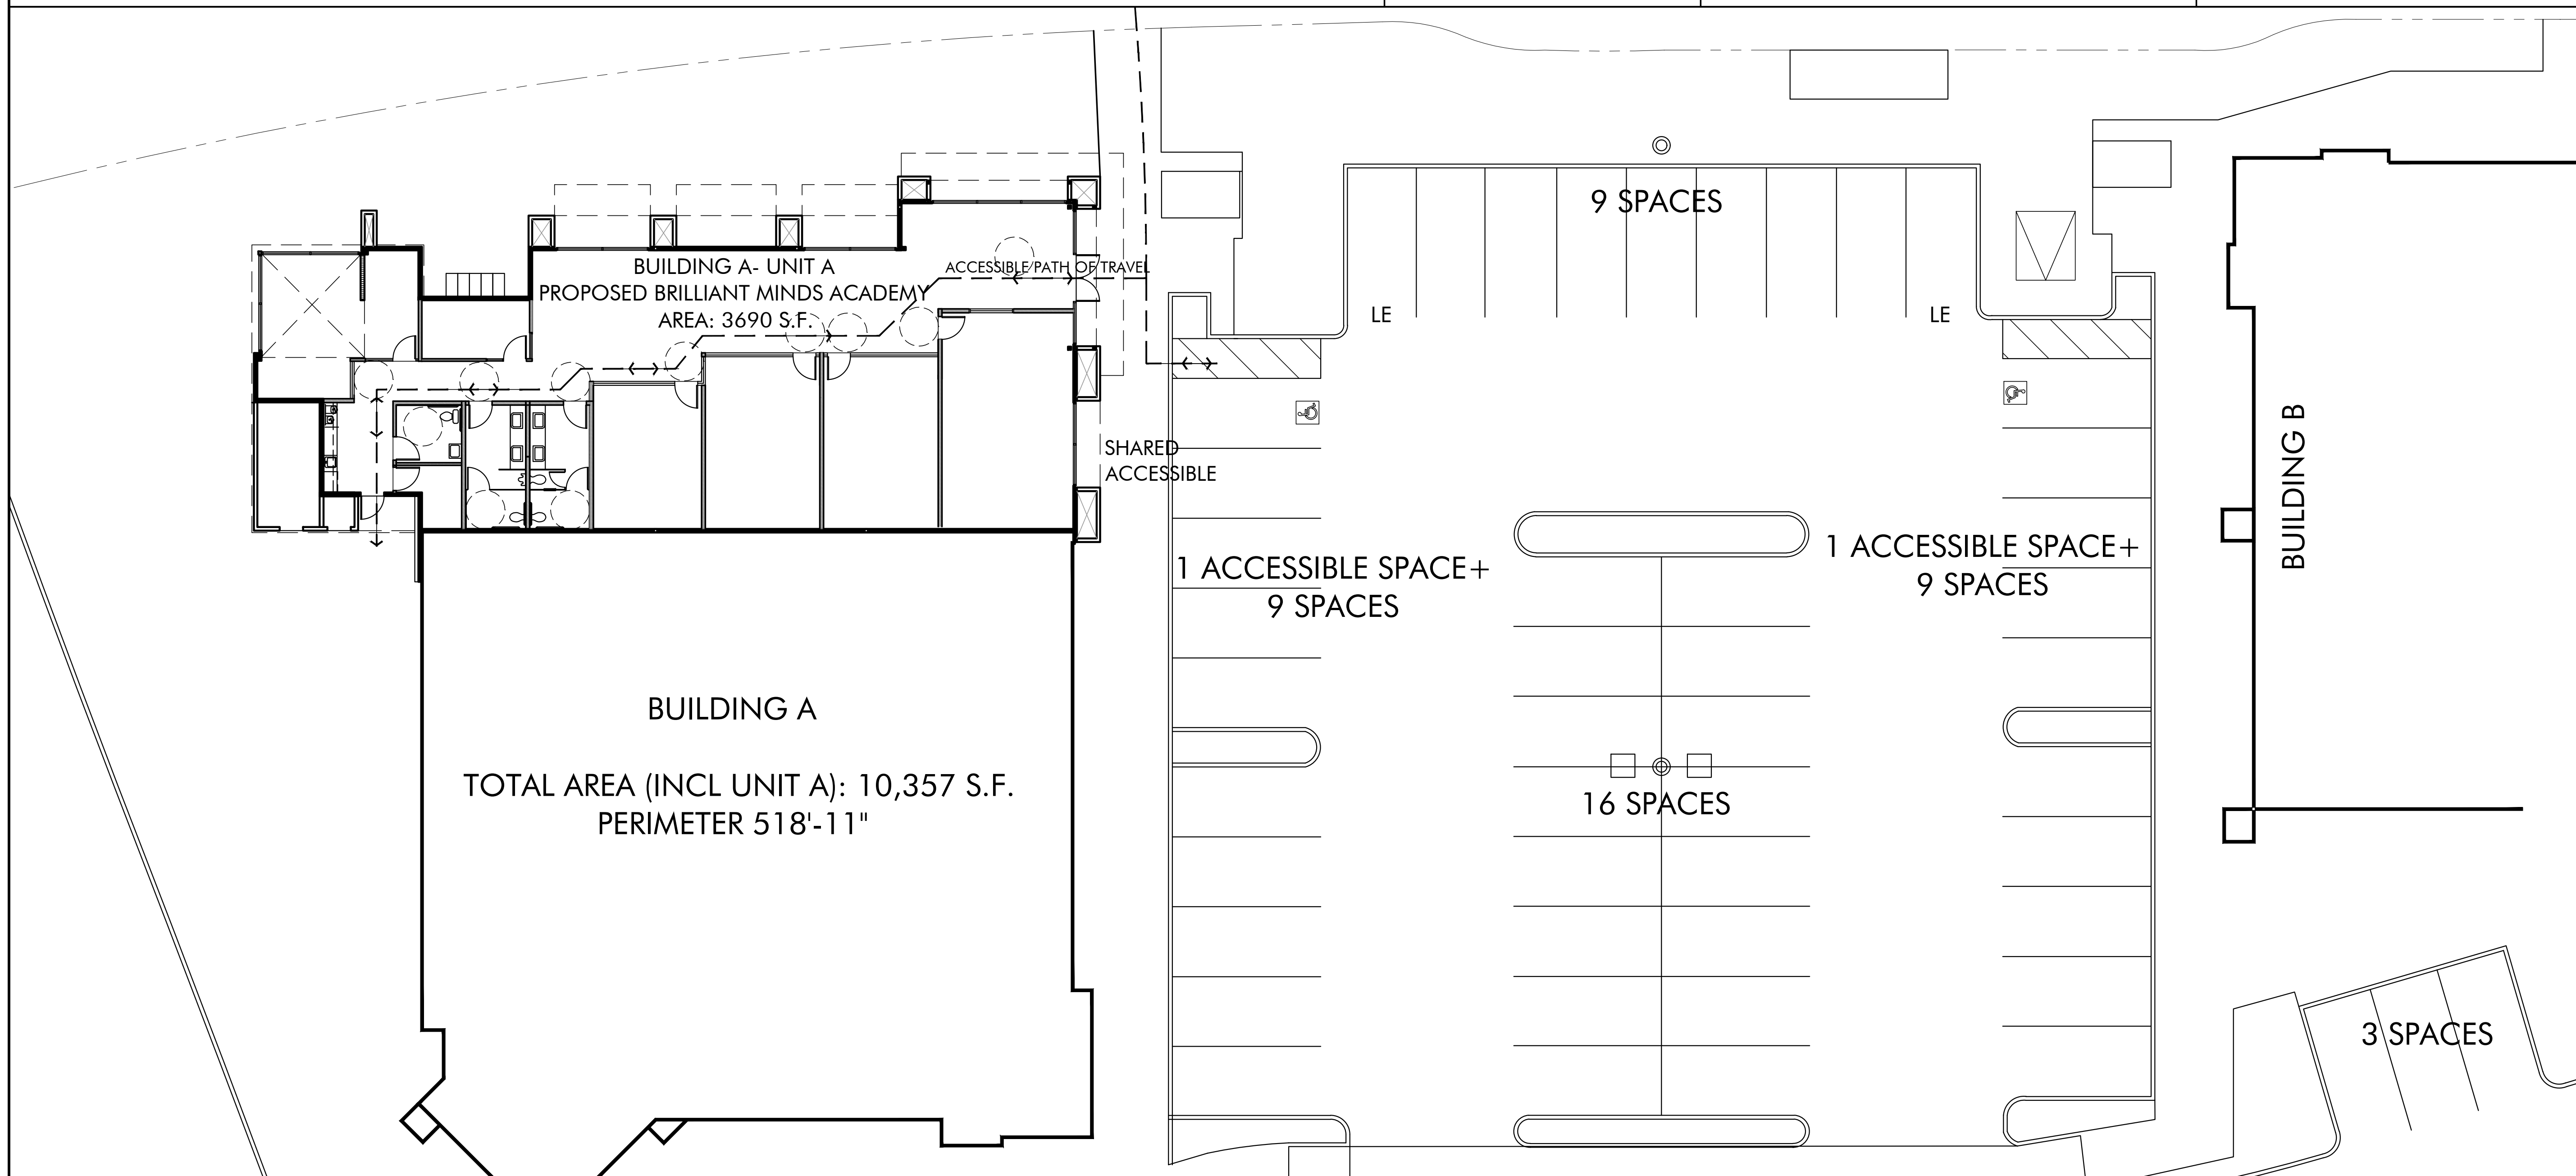 9 SPACES
BUILDING A- UNIT A
PROPOSED BRILLIANT MINDS ACADEMY
AREA: 3690 S.F.
ACCESSIBLE PATH OF TRAVEL
LE
LE
SHARED
ACCESSIBLE
1 ACCESSIBLE SPACE+
9 SPACES
1 ACCESSIBLE SPACE+
9 SPACES
BUILDING B
BUILDING A
TOTAL AREA (INCL UNIT A): 10,357 S.F.
PERIMETER 518'-11"
16 SPACES
3 SPACES